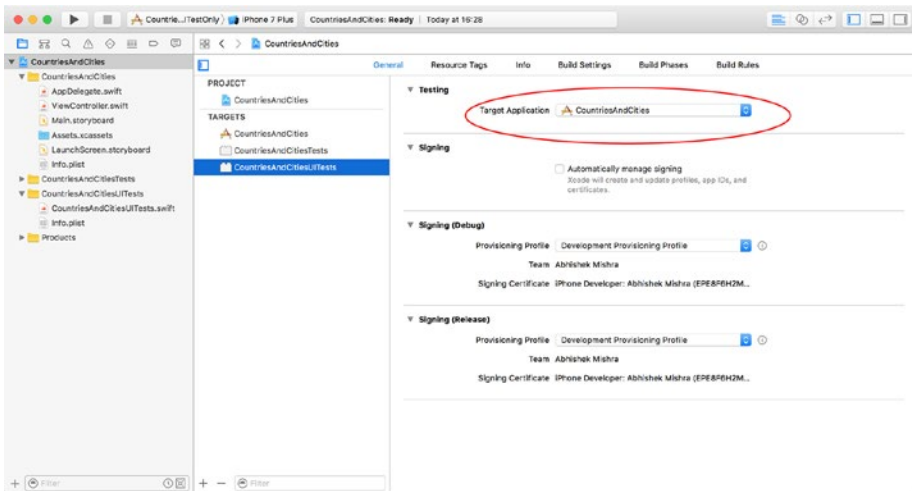 Countrie...iTestOnly iPhone 7 Plus CountriesAndCities: Ready Today at 16:28
CountriesAndCities
CountriesAndCities
CountriesAndCities
AppDelegate.swift
ViewController.swift
Main.storyboard
Assets.xcassets
LaunchScreen.storyboard
Info.plist
CountriesAndCitiesTests
CountriesAndCitiesUITests
CountriesAndCitiesUITests.swift
Info.plist
Products
General Resource Tags Info Build Settings Build Phases Build Rules
PROJECT
CountriesAndCities
TARGETS
CountriesAndCities
CountriesAndCitiesTests
CountriesAndCitiesUITests
Testing
Target Application CountriesAndCities
Signing
Automatically manage signing
Xcode will create and update profiles, app IDs, and
certificates.
Signing (Debug)
Provisioning Profile Development Provisioning Profile
Team Abhishek Mishra
Signing Certificate iPhone Developer: Abhishek Mishra (EPE8F6H2M...
Signing (Release)
Provisioning Profile Development Provisioning Profile
Team Abhishek Mishra
Signing Certificate iPhone Developer: Abhishek Mishra (EPE8F6H2M...
Filter
Filter